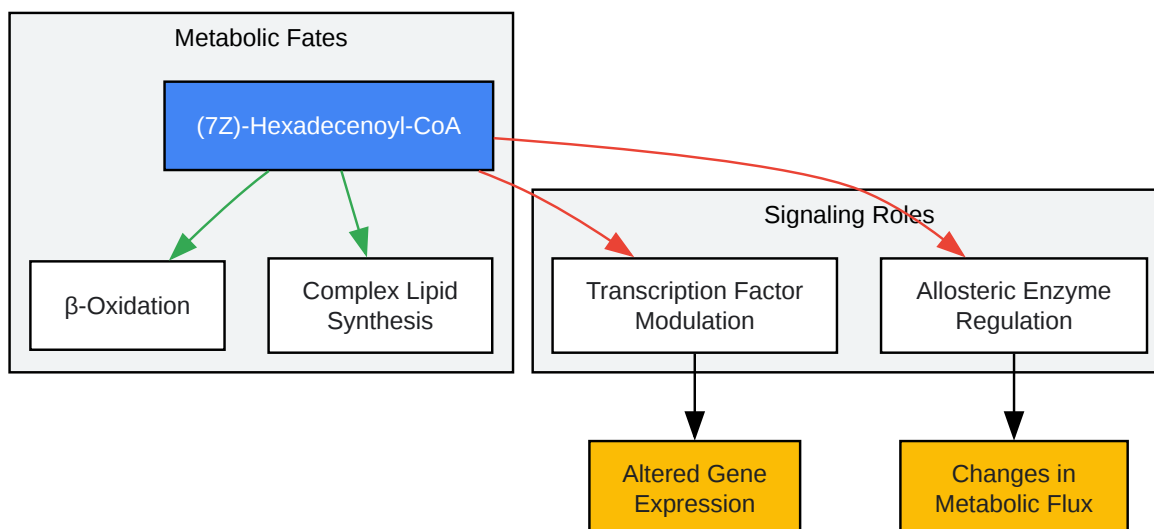 Metabolic Fates
(7Z)-Hexadecenoyl-CoA
β-Oxidation
Complex Lipid
Synthesis
Signaling Roles
Transcription Factor
Modulation
Allosteric Enzyme
Regulation
Altered Gene
Expression
Changes in
Metabolic Flux